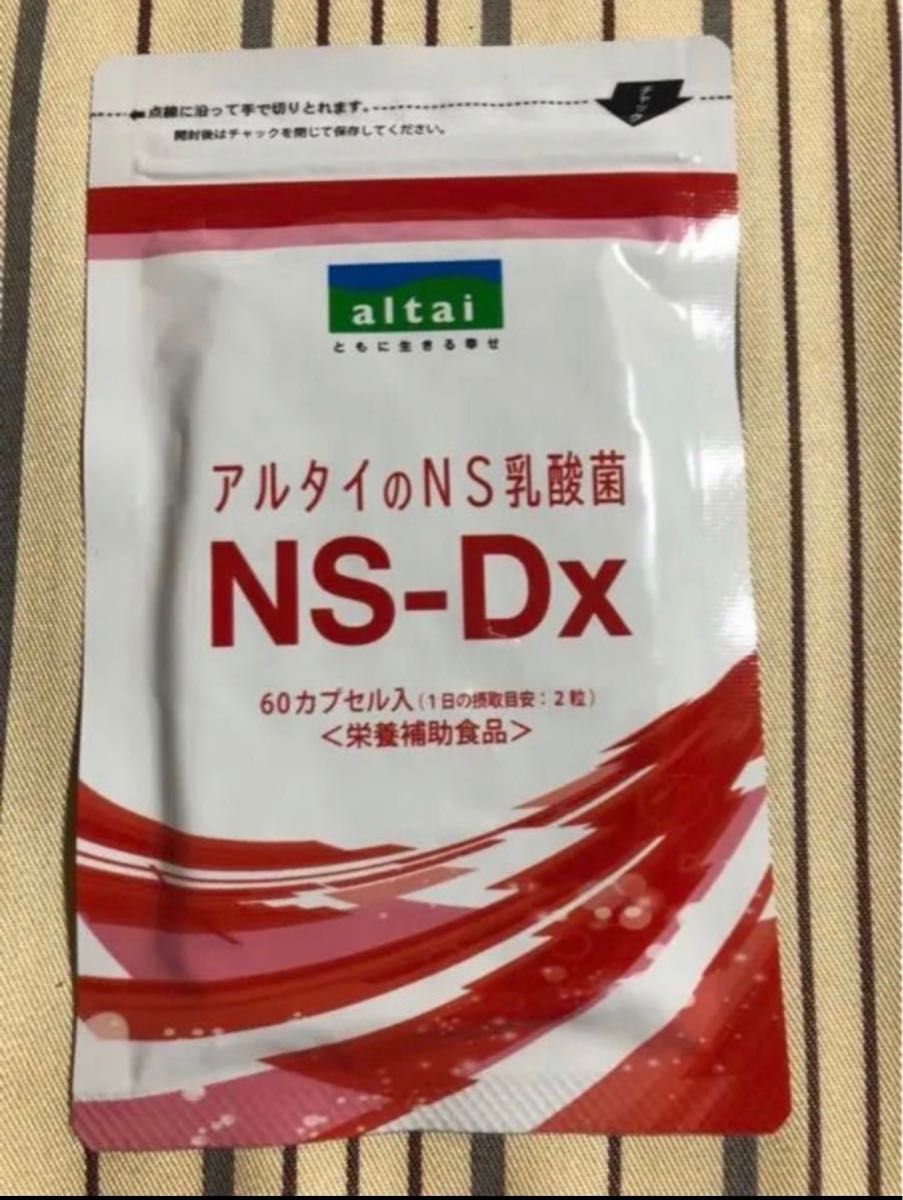 点線に沿って手で切りとれます。
開封後はチャックを閉じて保存してください。
チャック
altai
ともに生きる幸せ
アルタイのNS乳酸菌
NS-Dx
60カプセル入(1日の摂取目安:2粒)
<栄養補助食品>